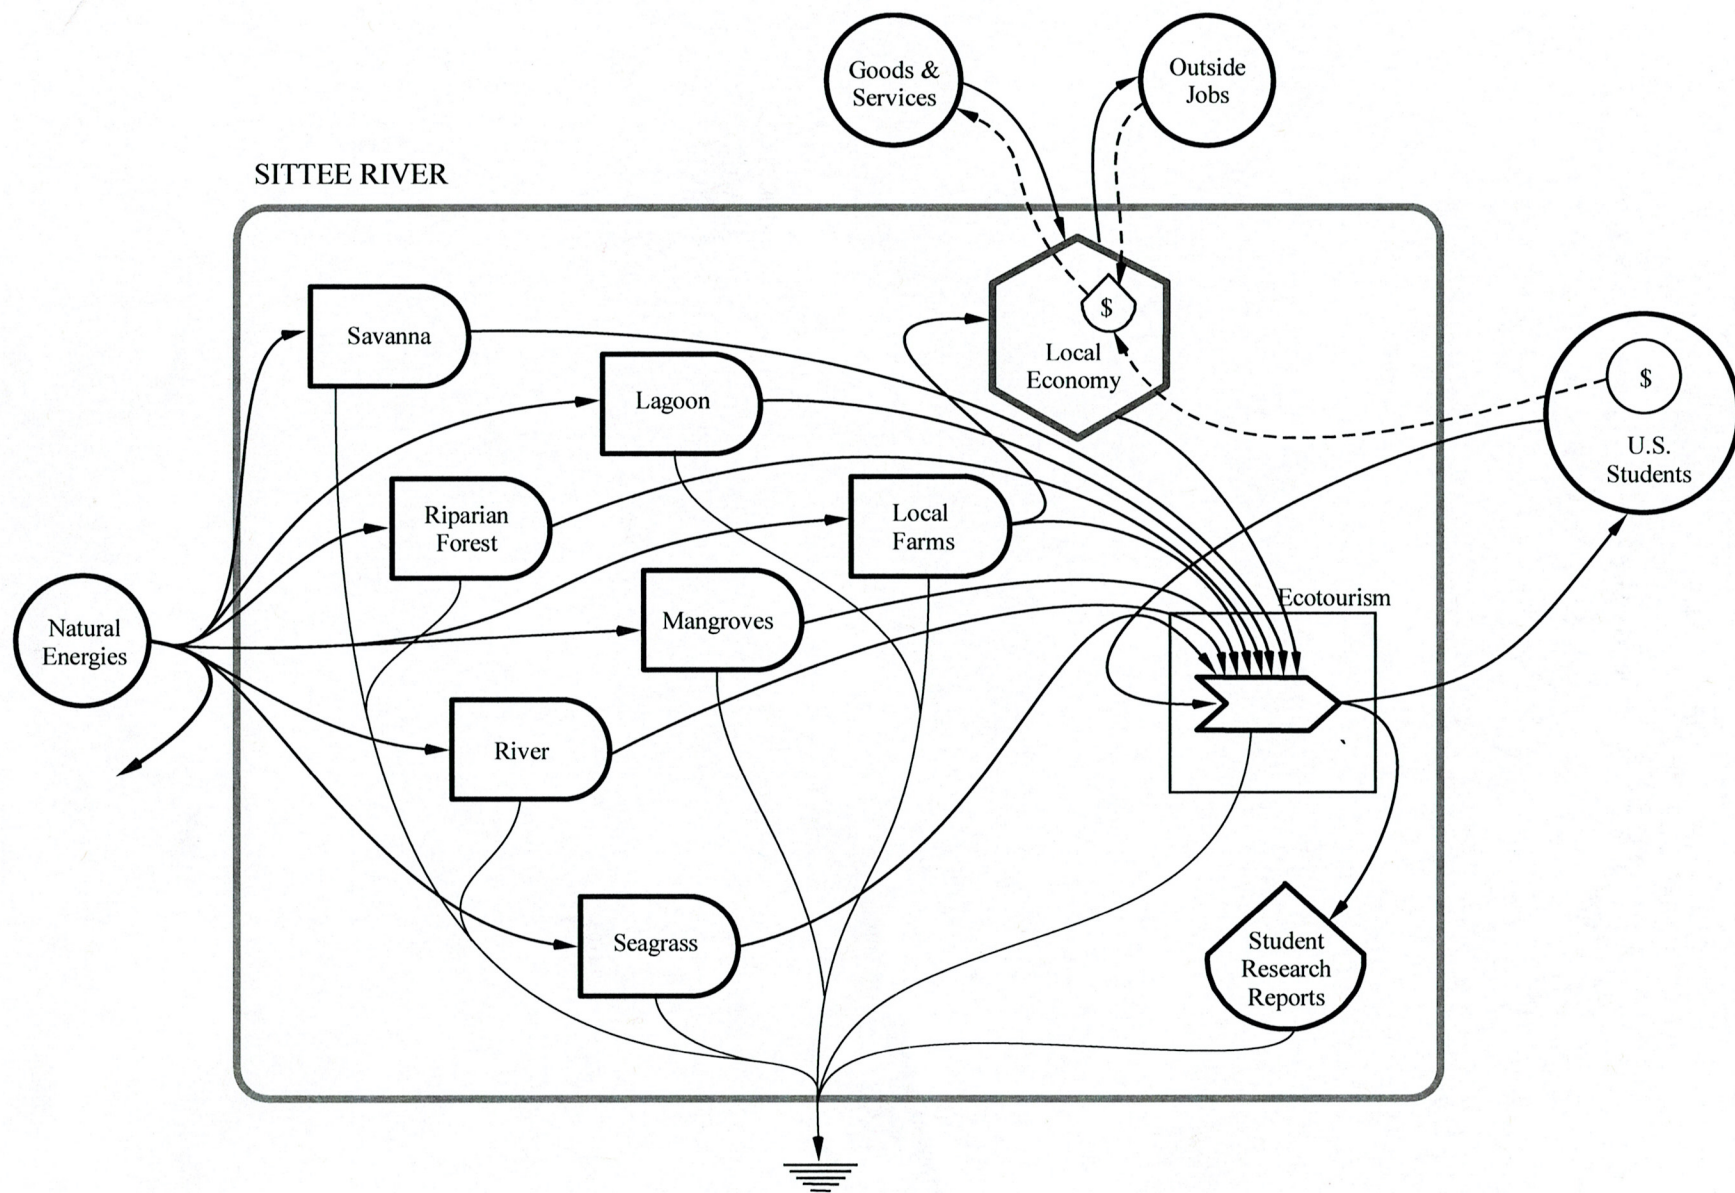 Goods &
Services
Outside
Jobs
SITTEE RIVER
Savanna
$
Local
Economy
Lagoon
$
U.S.
Students
Riparian
Forest
Local
Farms
Natural
Energies
Mangroves
Ecotourism
River
Seagrass
Student
Research
Reports